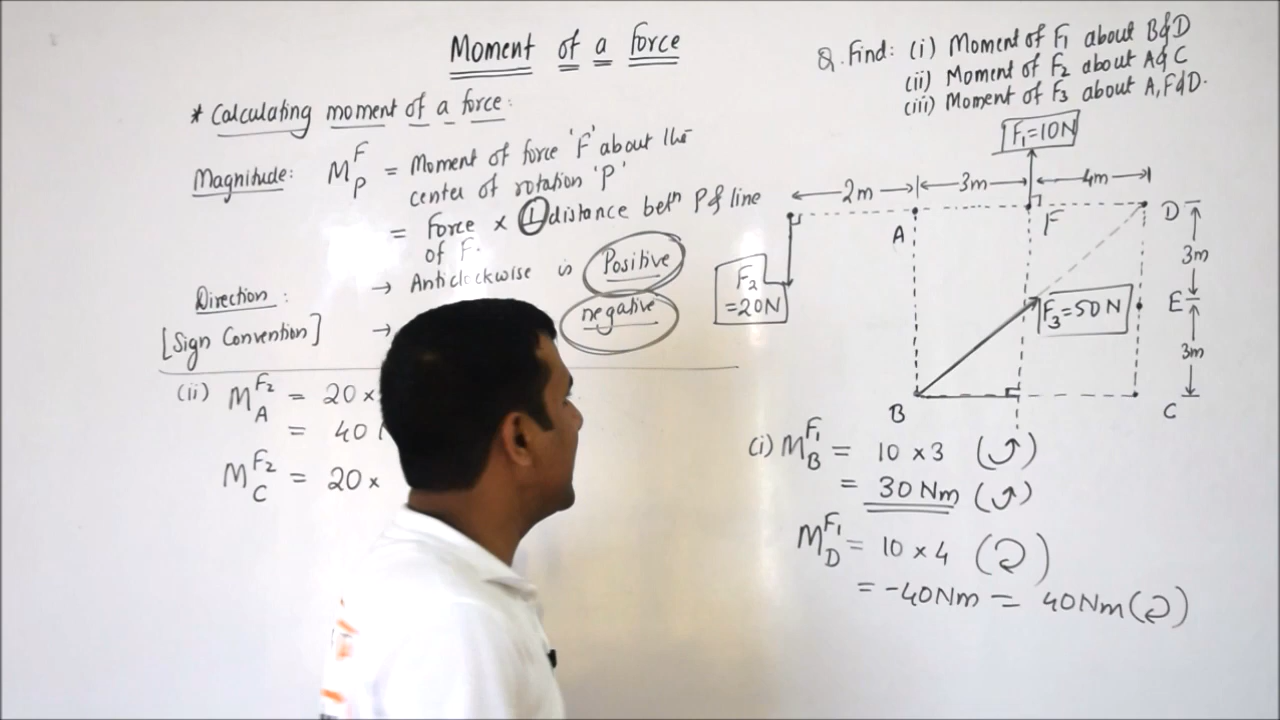 Moment of a force
* Calculating moment of a force:
Magnitude: M_P^F = Moment of force 'F' about the
center of rotation 'P'
= Force × ⊥ distance betn P & line
of F.
Direction : → Anticlockwise is Positive
[Sign Convention] → negative
(ii) M_A^F₂ = 20 ×
= 40
M_C^F₂ = 20 ×
Q. Find: (i) Moment of F₁ about B & D
(ii) Moment of F₂ about A & C
(iii) Moment of F₃ about A, F & D.
F₁=10N
2m 3m 4m
A F D
3m
F₂
=20N
F₃=50N
E
3m
B C
(i) M_B^F₁ = 10 × 3 (↺)
= 30 Nm (↺)
M_D^F₁ = 10 × 4 (↻)
= -40Nm = 40Nm (↻)